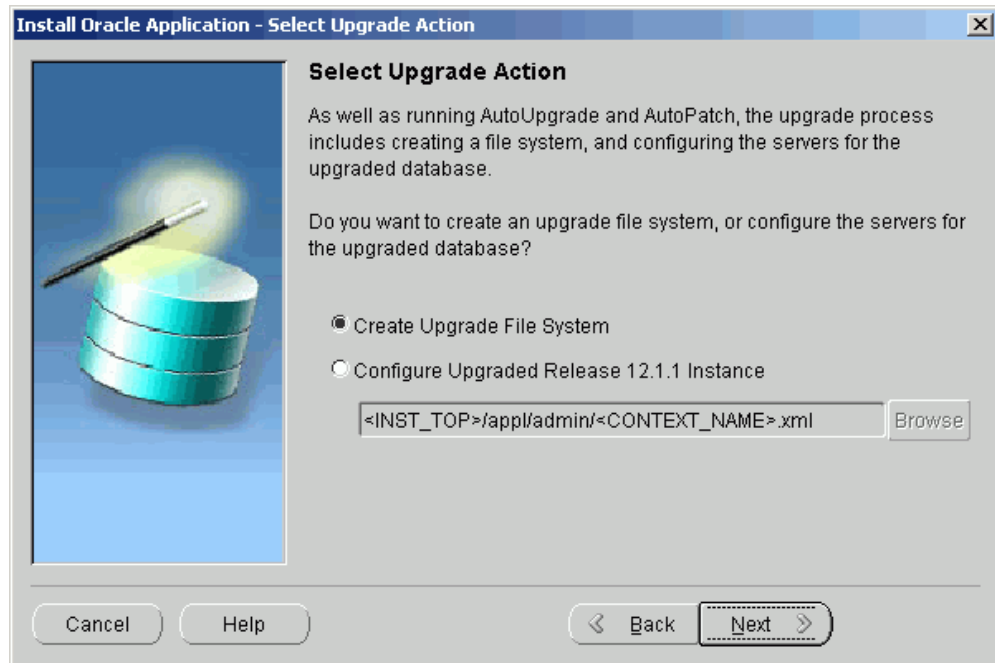 Install Oracle Application - Select Upgrade Action
Select Upgrade Action
As well as running AutoUpgrade and AutoPatch, the upgrade process
includes creating a file system, and configuring the servers for the
upgraded database.
Do you want to create an upgrade file system, or configure the servers for
the upgraded database?
Create Upgrade File System
Configure Upgraded Release 12.1.1 Instance
<INST_TOP>/appl/admin/<CONTEXT_NAME>.xml
Browse
Cancel
Help
Back
Next